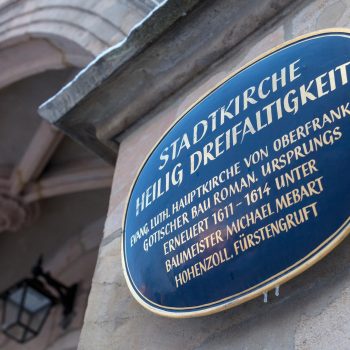 STADTKIRCHE
HEILIG DREIFALTIGKEIT
EVANG. LUTH. HAUPTKIRCHE VON OBERFRANK.
GOTISCHER BAU ROMAN. URSPRUNGS
ERNEUERT 1611 - 1614 UNTER
BAUMEISTER MICHAEL MEBART
HOHENZOLL. FÜRSTENGRUFT